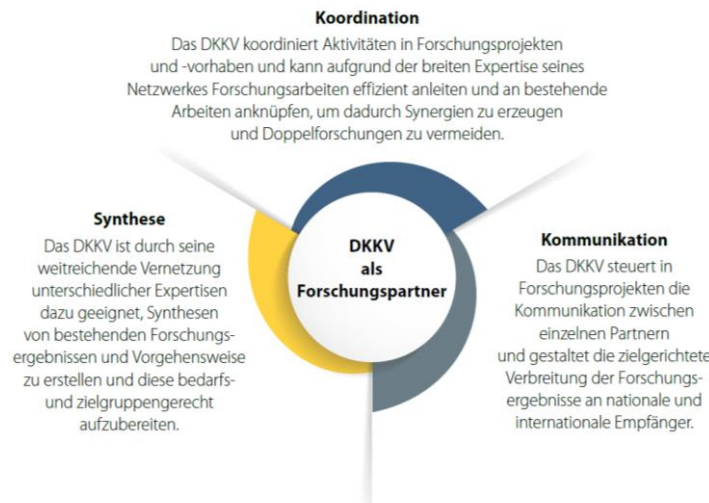 Koordination
Das DKKV koordiniert Aktivitäten in Forschungsprojekten
und -vorhaben und kann aufgrund der breiten Expertise seines
Netzwerkes Forschungsarbeiten effizient anleiten und an bestehende
Arbeiten anknüpfen, um dadurch Synergien zu erzeugen
und Doppelforschungen zu vermeiden.
Synthese
Das DKKV ist durch seine
weitreichende Vernetzung
unterschiedlicher Expertisen
dazu geeignet, Synthesen
von bestehenden Forschungs-
ergebnissen und Vorgehensweise
zu erstellen und diese bedarfs-
und zielgruppengerecht
aufzubereiten.
DKKV
als
Forschungspartner
Kommunikation
Das DKKV steuert in
Forschungsprojekten die
Kommunikation zwischen
einzelnen Partnern
und gestaltet die zielgerichtete
Verbreitung der Forschungs-
ergebnisse an nationale und
internationale Empfänger.